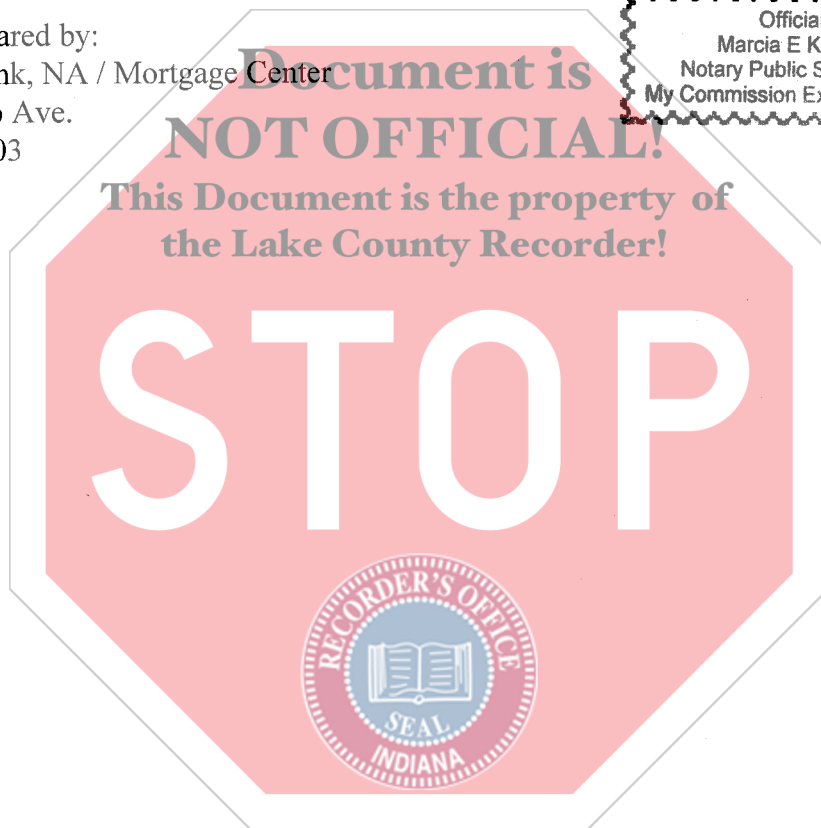 ared by:
nk, NA / Mortgage Center
Ave.
03
Official
Marcia E K
Notary Public S
My Commission Ex
Document is
NOT OFFICIAL!
This Document is the property of
the Lake County Recorder!
STOP
RECORDER'S OFFICE
SEAL
INDIANA